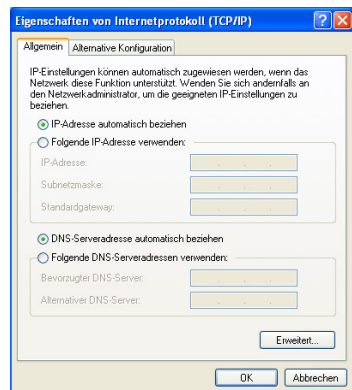 Eigenschaften von Internetprotokoll (TCP/IP)
Allgemein Alternative Konfiguration
IP-Einstellungen können automatisch zugewiesen werden, wenn das
Netzwerk diese Funktion unterstützt. Wenden Sie sich andernfalls an
den Netzwerkadministrator, um die geeigneten IP-Einstellungen zu
beziehen.
IP-Adresse automatisch beziehen
Folgende IP-Adresse verwenden:
IP-Adresse:
Subnetzmaske:
Standardgateway:
DNS-Serveradresse automatisch beziehen
Folgende DNS-Serveradressen verwenden:
Bevorzugter DNS-Server:
Alternativer DNS-Server:
Erweitert...
OK Abbrechen